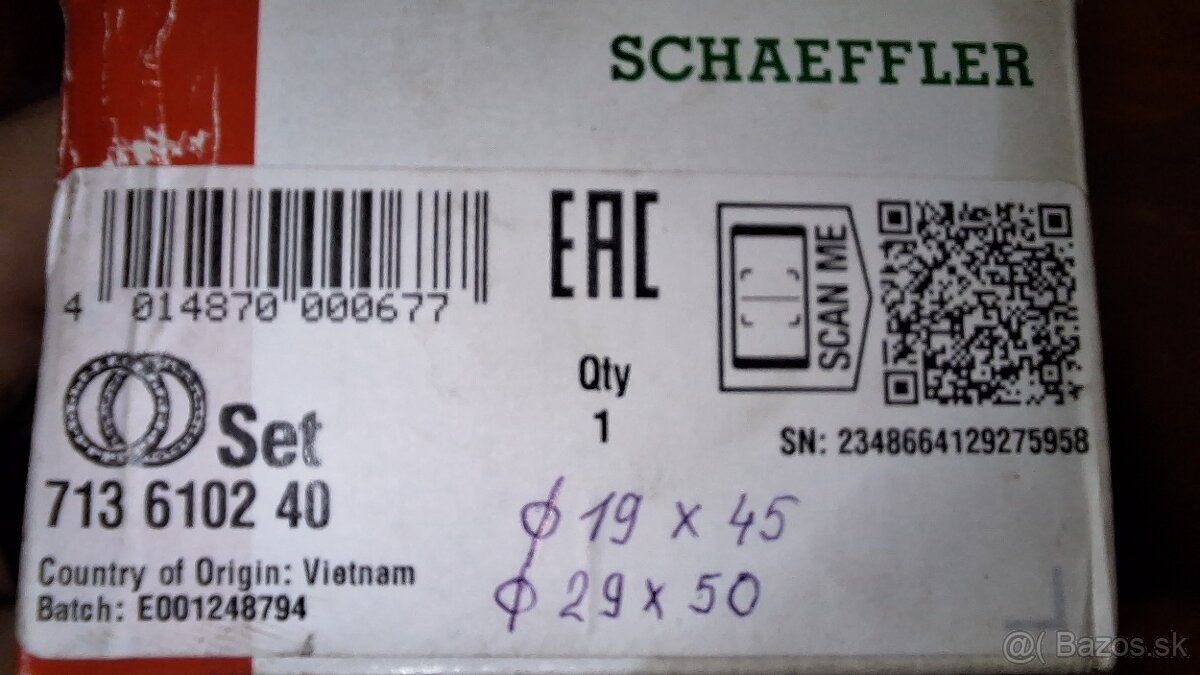 SCHAEFFLER
4 014870 000677
EAC
SCAN ME
Qty
1
SN: 2348664129275958
Set
713 6102 40
Country of Origin: Vietnam
Batch: E001248794
ϕ 19 x 45
ϕ 29 x 50
@( Bazos.sk